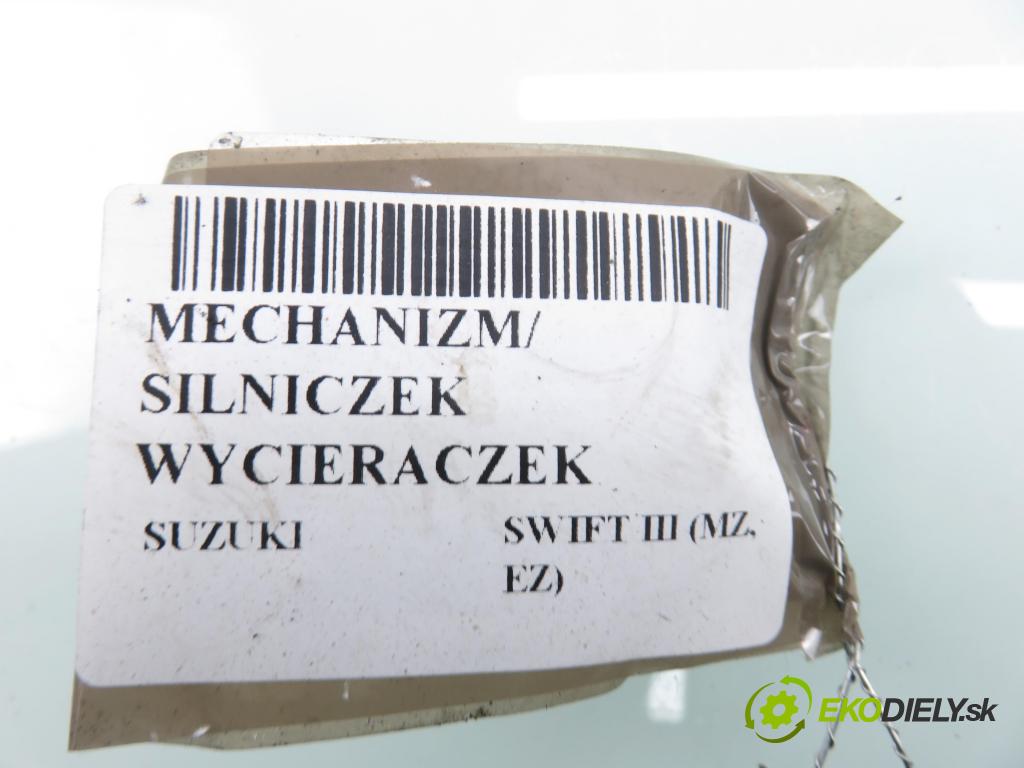 MECHANIZM/
SILNICZEK
WYCIERACZEK
SUZUKI SWIFT III (MZ,
EZ)
EKODIELY.sk